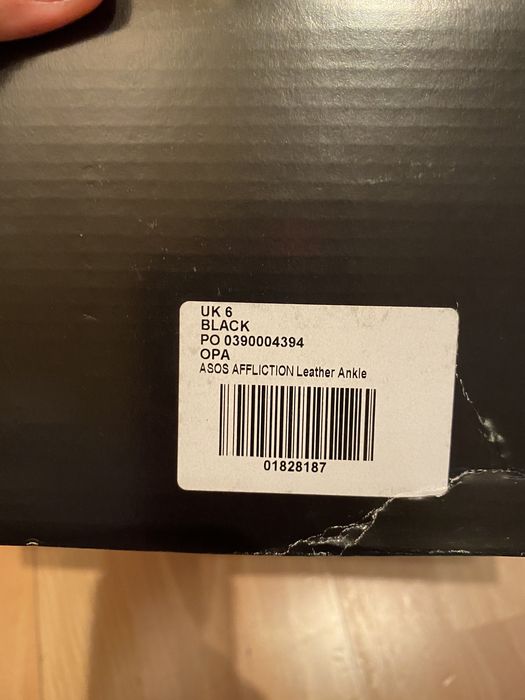 UK 6
BLACK
PO 0390004394
OPA
ASOS AFFLICTION Leather Ankle
01828187